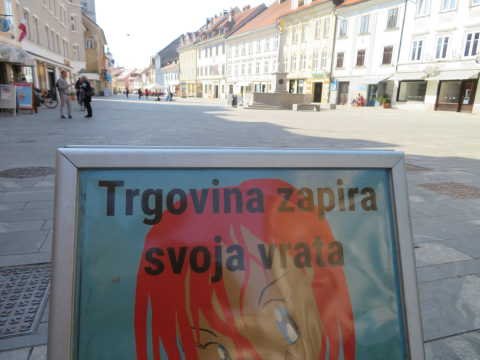 Trgovina zapira
svoja vrata